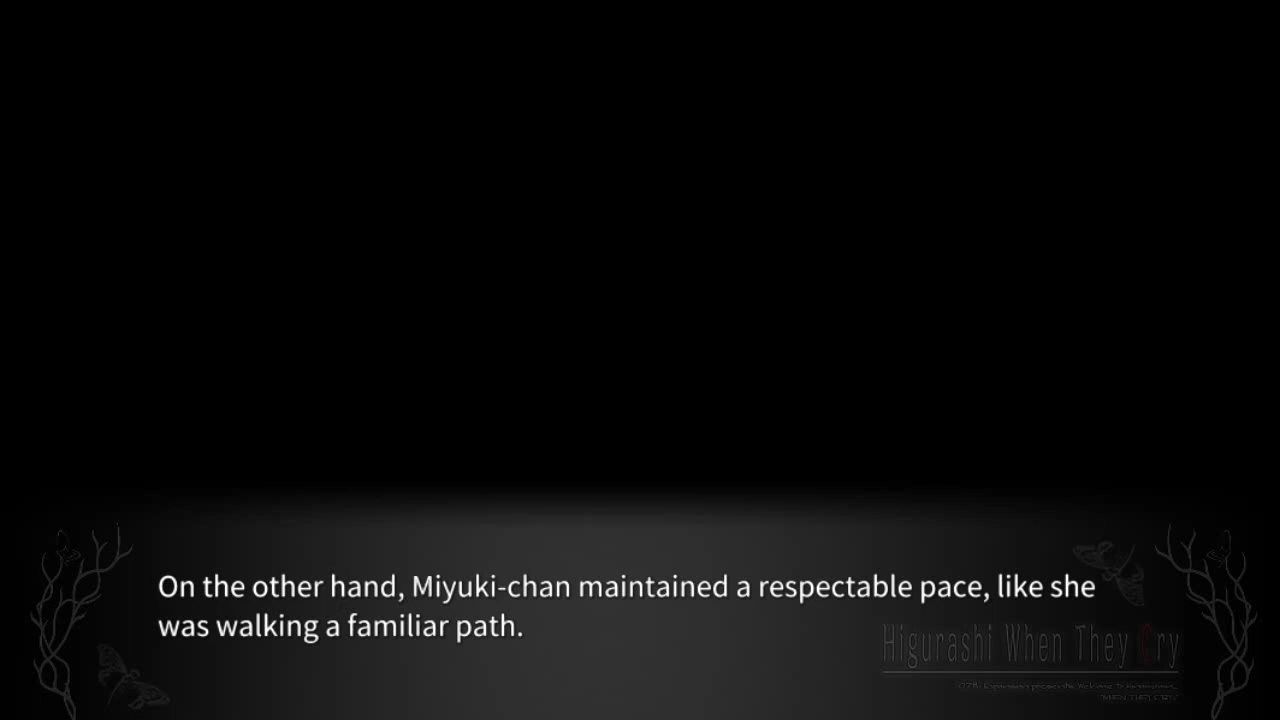 On the other hand, Miyuki-chan maintained a respectable pace, like she
was walking a familiar path.
Higurashi When They Cry